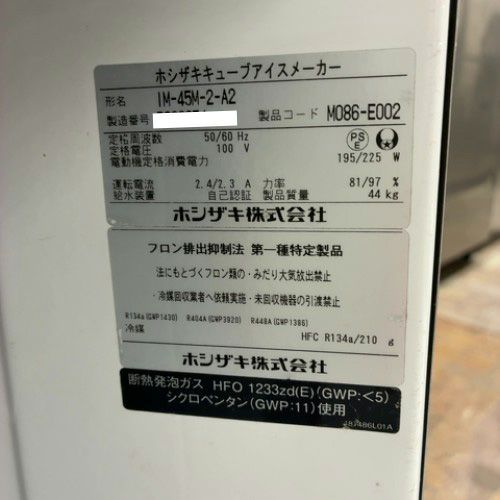 ホシザキキューブアイスメーカー
形名 IM-45M-2-A2
製造番号 製品コード M086-E002
定格周波数 50/60 Hz
定格電圧 100 V
電動機定格消費電力 195/225 W
PS E
運転電流 2.4/2.3 A 力率 81/97 %
給水装置 自己認証 製品質量 44 kg
ホシザキ株式会社
フロン排出抑制法 第一種特定製品
・法にもとづくフロン類の・みだり大気放出禁止
・冷媒回収業者へ依頼実施・未回収機器の引渡禁止
R134a(GWP1430) R404A(GWP3920) R448A(GWP1386)
冷媒 HFC R134a/210 g
ホシザキ株式会社
断熱発泡ガス HFO 1233zd(E)(GWP:<5)
シクロペンタン(GWP:11)使用